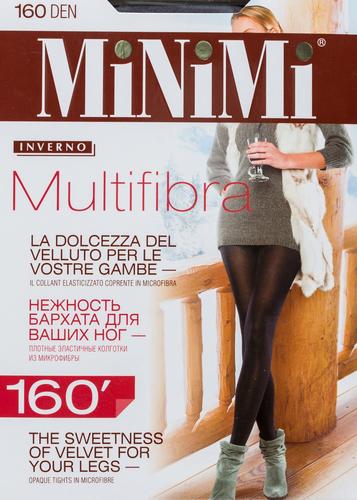 160 DEN
MiNiMi®
INVERNO
Multifibra
LA DOLCEZZA DEL
VELLUTO PER LE
VOSTRE GAMBE —
IL COLLANT ELASTICIZZATO COPRENTE IN MICROFIBRA
НЕЖНОСТЬ
БАРХАТА ДЛЯ
ВАШИХ НОГ —
ПЛОТНЫЕ ЭЛАСТИЧНЫЕ КОЛГОТКИ
ИЗ МИКРОФИБРЫ
160′
THE SWEETNESS
OF VELVET FOR
YOUR LEGS —
OPAQUE TIGHTS IN MICROFIBRE